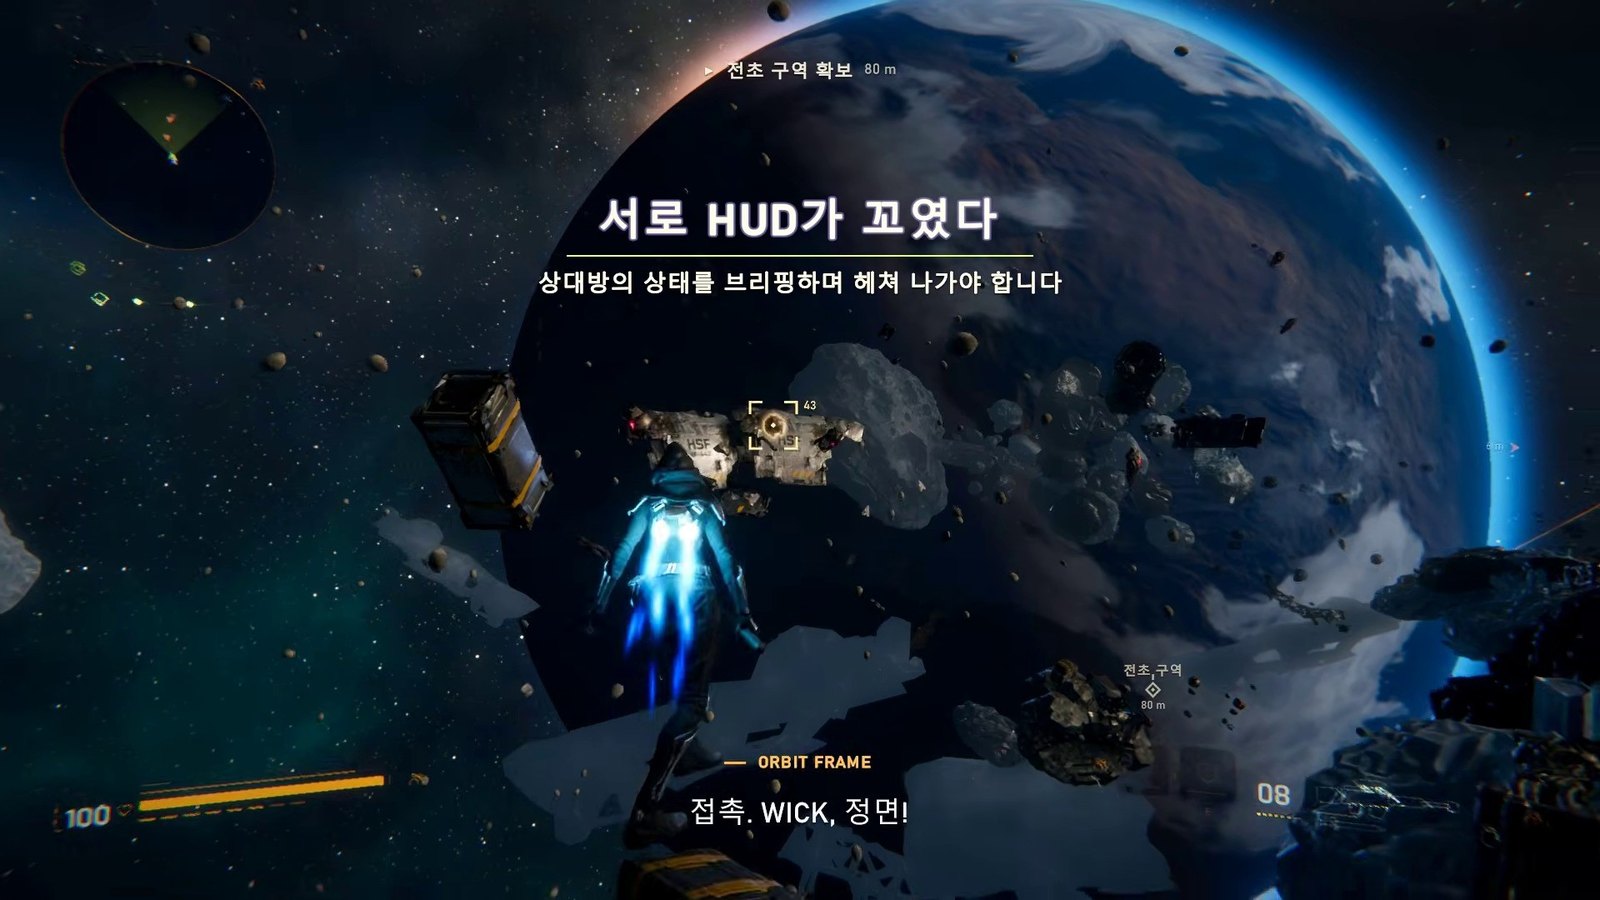 전초 구역 확보 80 m
서로 HUD가 꼬였다
상대방의 상태를 브리핑하며 헤쳐 나가야 합니다
43
HSF
6 m
전초 구역
80 m
ORBIT FRAME
접촉. WICK, 정면!
100
08